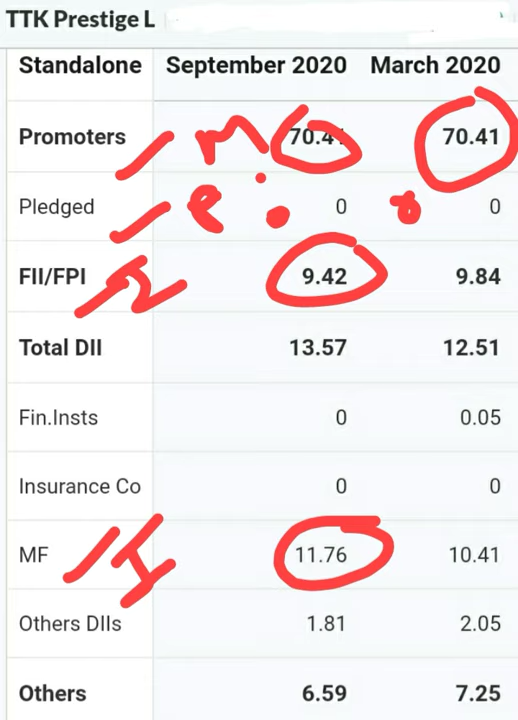 TTK Prestige L
Standalone September 2020 March 2020
Promoters 70.41 70.41
Pledged 0 0
FII/FPI 9.42 9.84
Total DII 13.57 12.51
Fin.Insts 0 0.05
Insurance Co 0 0
MF 11.76 10.41
Others DIIs 1.81 2.05
Others 6.59 7.25